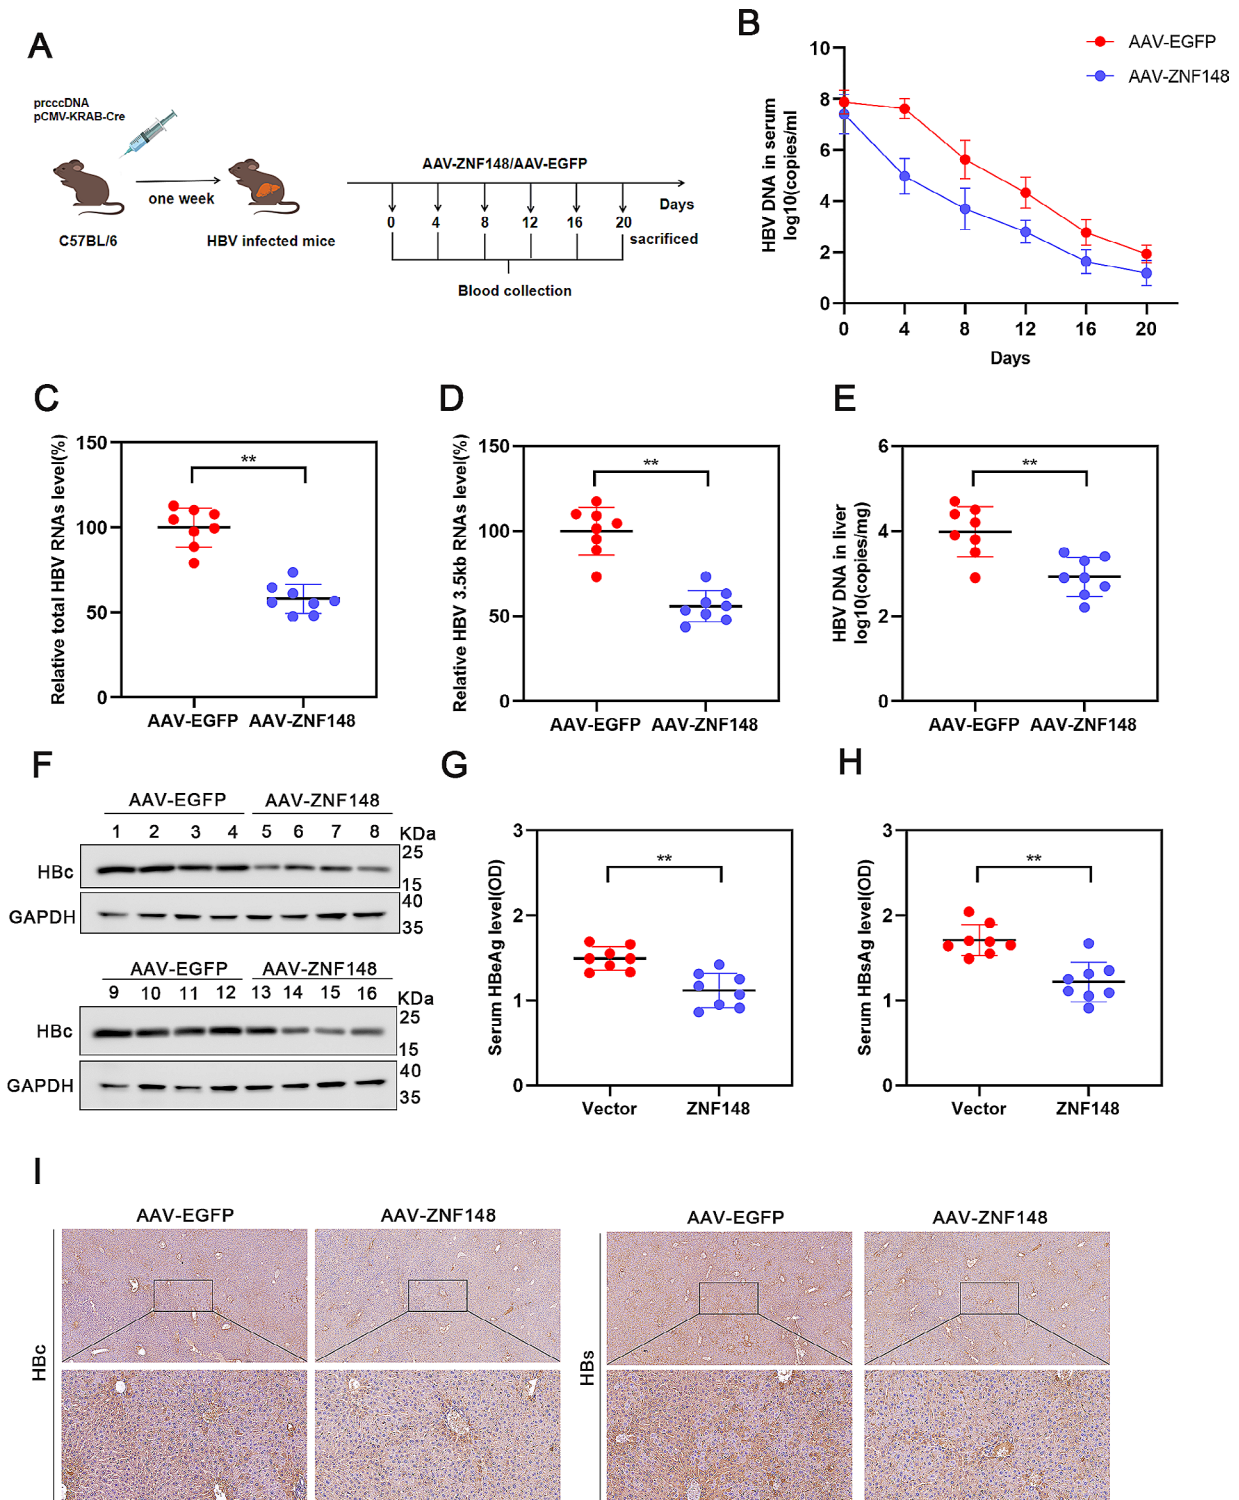 A
prcccDNA
pCMV-KRAB-Cre
one week
C57BL/6
HBV infected mice
AAV-ZNF148/AAV-EGFP
Days
0 4 8 12 16 20
sacrificed
Blood collection
B
AAV-EGFP
AAV-ZNF148
HBV DNA in serum
log10(copies/ml)
10
8
6
4
2
0
0 4 8 12 16 20
Days
C
Relative total HBV RNAs level(%)
150
100
50
0
**
AAV-EGFP AAV-ZNF148
D
Relative HBV 3.5kb RNAs level(%)
150
100
50
0
**
AAV-EGFP AAV-ZNF148
E
HBV DNA in liver
log10(copies/mg)
6
4
2
0
**
AAV-EGFP AAV-ZNF148
F
AAV-EGFP AAV-ZNF148
1 2 3 4 5 6 7 8 KDa
HBc
25
15
GAPDH
40
35
AAV-EGFP AAV-ZNF148
9 10 11 12 13 14 15 16 KDa
HBc
25
15
GAPDH
40
35
G
Serum HBeAg level(OD)
3
2
1
0
**
Vector ZNF148
H
Serum HBsAg level(OD)
3
2
1
0
**
Vector ZNF148
I
AAV-EGFP AAV-ZNF148
HBc
AAV-EGFP AAV-ZNF148
HBs